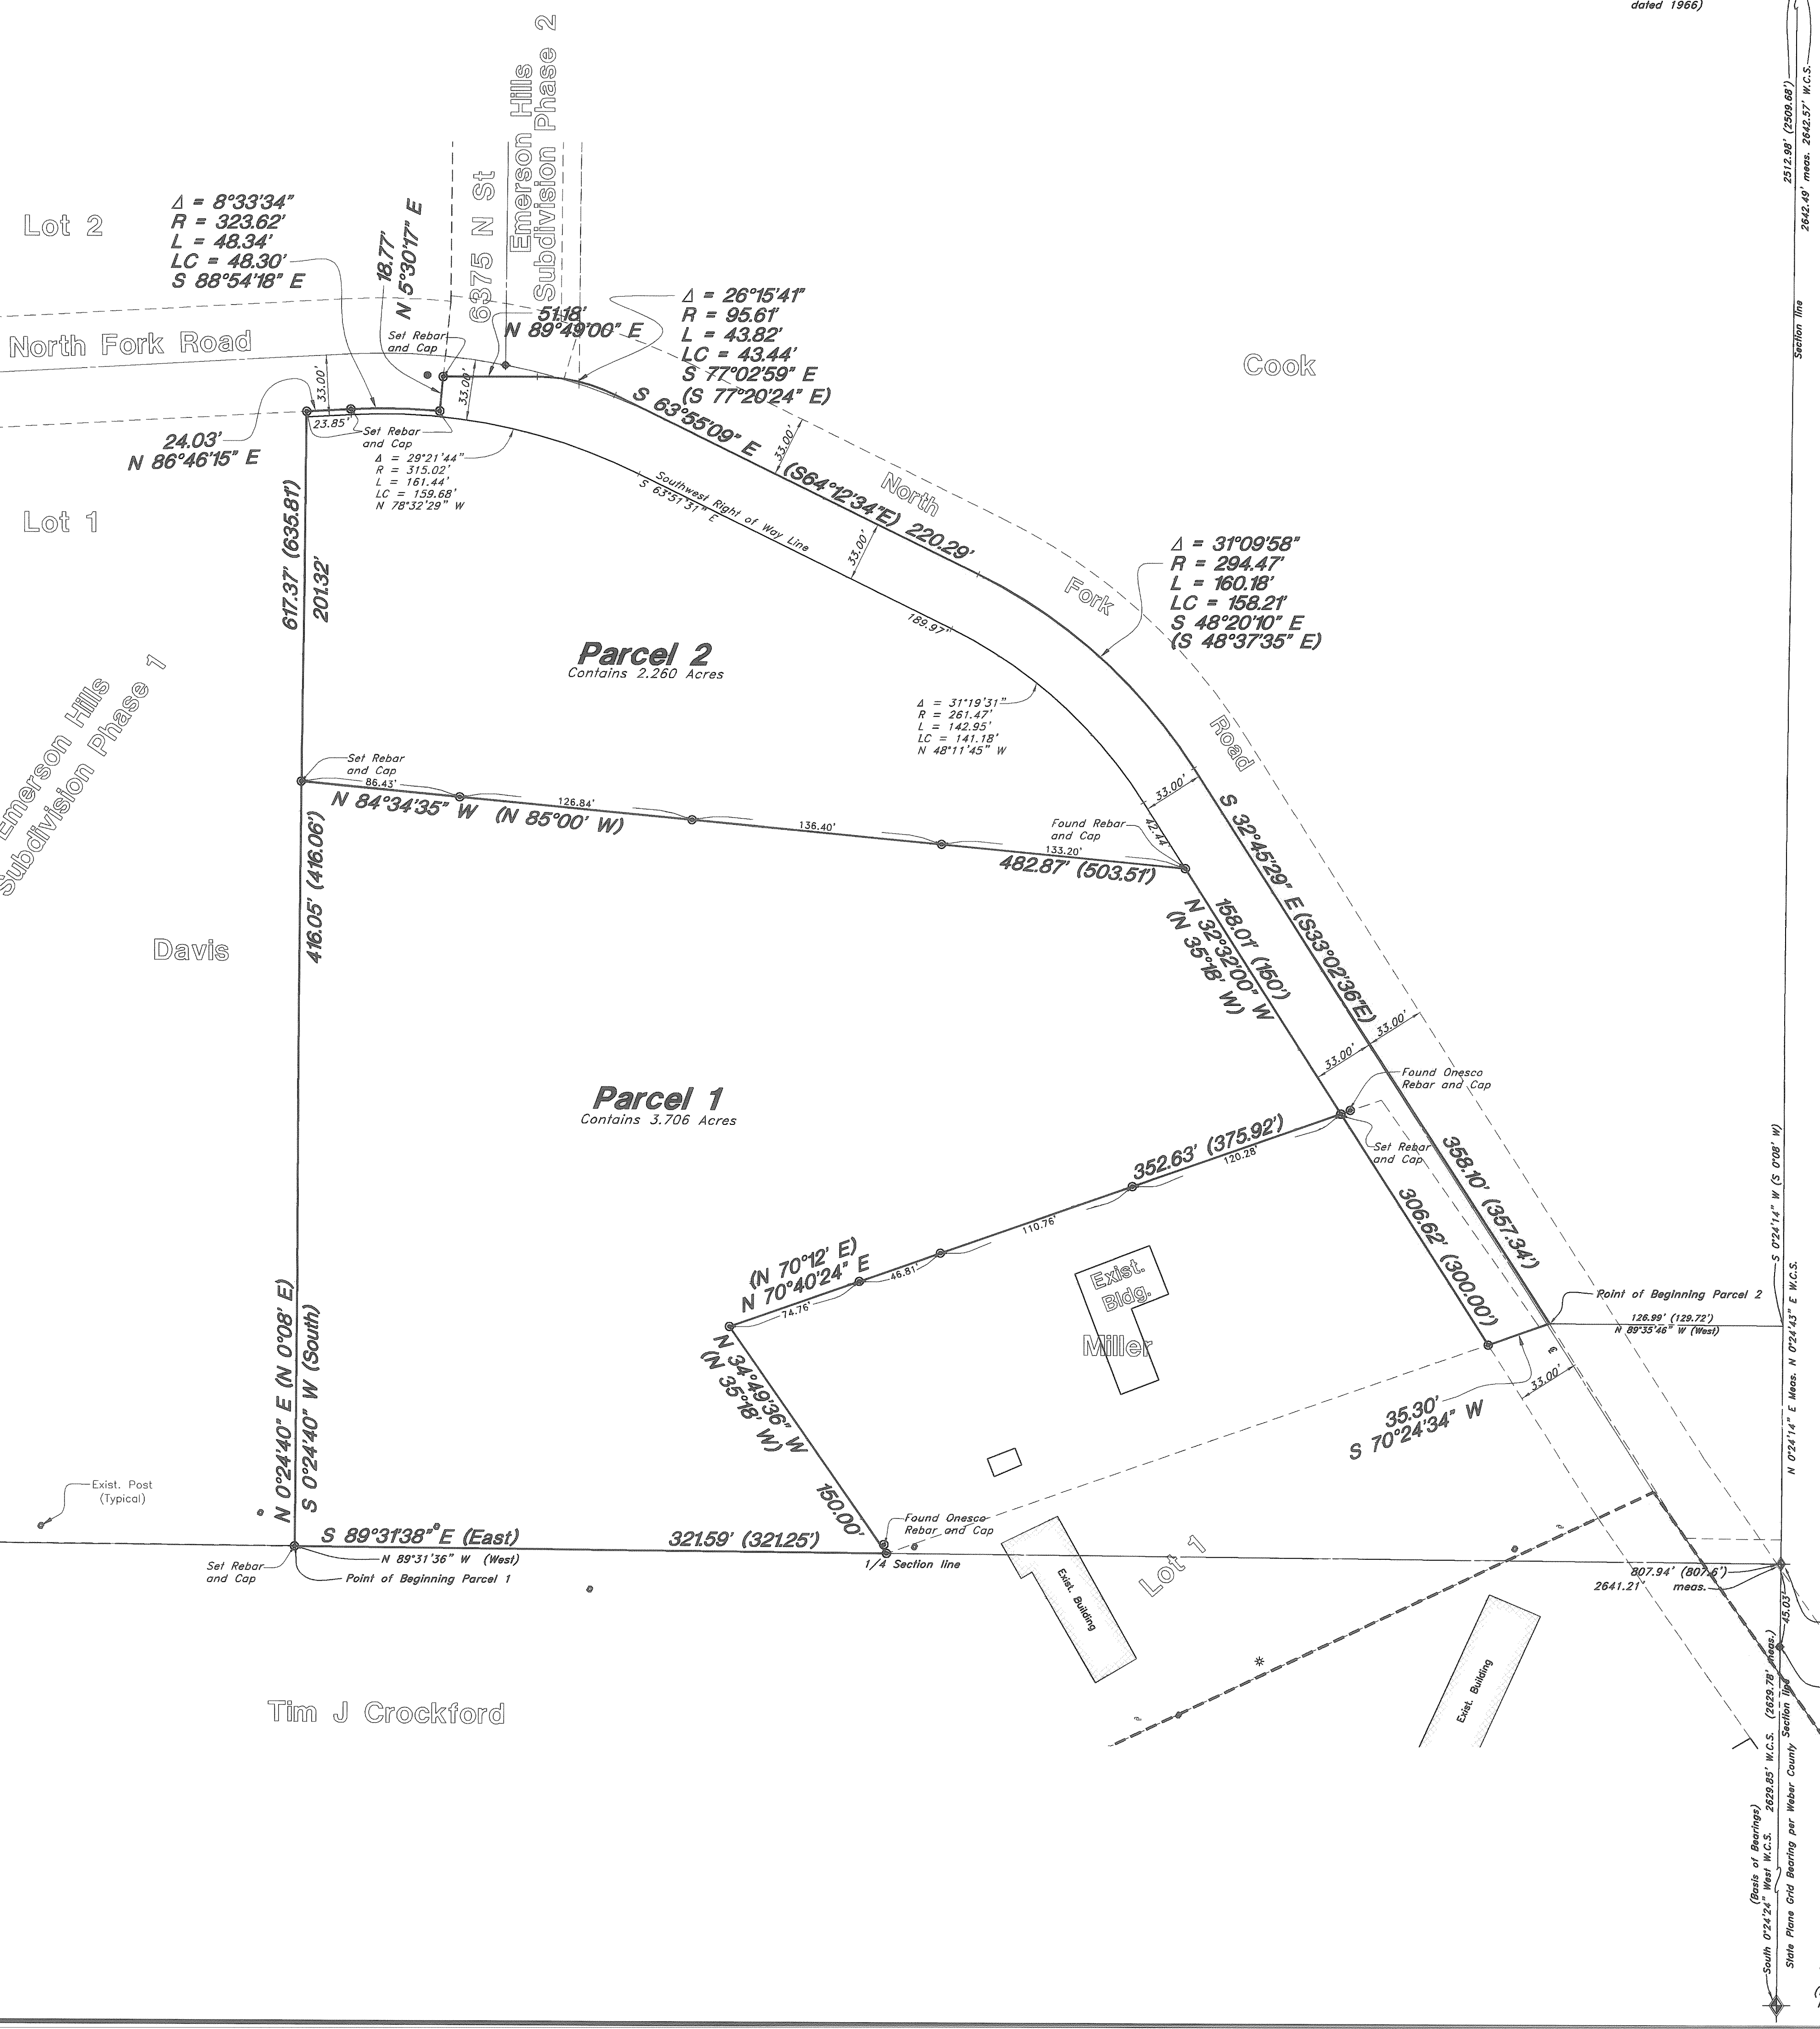 dated 1966)
2512.98' (2509.68')
2642.49' meas. 2642.57' W.C.S.
Section line
Emerson Hills
Subdivision Phase 2
6375 N St
Lot 2
Δ = 8°33'34"
R = 323.62'
L = 48.34'
LC = 48.30'
S 88°54'18" E
18.77'
N 5°30'17" E
51.18'
N 89°49'00" E
Δ = 26°15'41"
R = 95.61'
L = 43.82'
LC = 43.44'
S 77°02'59" E
(S 77°20'24" E)
North Fork Road
Set Rebar
and Cap
33.00'
33.00'
Cook
23.85'
Set Rebar
and Cap
24.03'
N 86°46'15" E
Δ = 29°21'44"
R = 315.02'
L = 161.44'
LC = 159.68'
N 78°32'29" W
S 63°55'09" E
(S64°12'34"E) 220.29'
33.00'
North
Fork
Road
Southwest Right of Way Line
S 63°51'31" E
33.00'
189.97'
Lot 1
617.37' (635.81')
201.32'
Δ = 31°09'58"
R = 294.47'
L = 160.18'
LC = 158.21'
S 48°20'10" E
(S 48°37'35" E)
Parcel 2
Contains 2.260 Acres
Emerson Hills
Subdivision Phase 1
Δ = 31°19'31"
R = 261.47'
L = 142.95'
LC = 141.18'
N 48°11'45" W
Set Rebar
and Cap
86.43'
N 84°34'35" W (N 85°00' W)
126.84'
136.40'
133.20'
482.87' (503.51')
Found Rebar
and Cap
42.44'
33.00'
S 32°45'29" E (S33°02'36"E)
416.05' (416.06')
Davis
158.01' (150')
N 32°32'00" W
(N 35°18' W)
33.00'
33.00'
Found Onesco
Rebar and Cap
Parcel 1
Contains 3.706 Acres
352.63' (375.92')
120.28'
Set Rebar
and Cap
358.10' (357.34')
306.62' (300.00')
110.76'
46.81'
(N 70°12' E)
N 70°40'24" E
74.76'
Exist.
Bldg.
Miller
Point of Beginning Parcel 2
126.99' (129.72')
N 89°35'46" W (West)
S 0°24'14" W (S 0°08' W)
N 0°24'14" E Meas. N 0°24'43" E W.C.S.
33.00'
35.30'
S 70°24'34" W
N 34°49'36" W
(N 35°18' W)
150.00'
N 0°24'40" E (N 0°08' E)
S 0°24'40" W (South)
Exist. Post
(Typical)
S 89°31'38" E (East)
321.59' (321.25')
Found Onesco
Rebar and Cap
Set Rebar
and Cap
N 89°31'36" W (West)
Point of Beginning Parcel 1
1/4 Section line
Lot 1
807.94' (807.6')
2641.21' meas.
45.03'
Exist. Building
Exist. Building
Tim J Crockford
(Basis of Bearings)
South 0°24'24" West W.C.S. 2629.85' W.C.S. (2629.78' meas.)
State Plane Grid Bearing per Weber County Section line